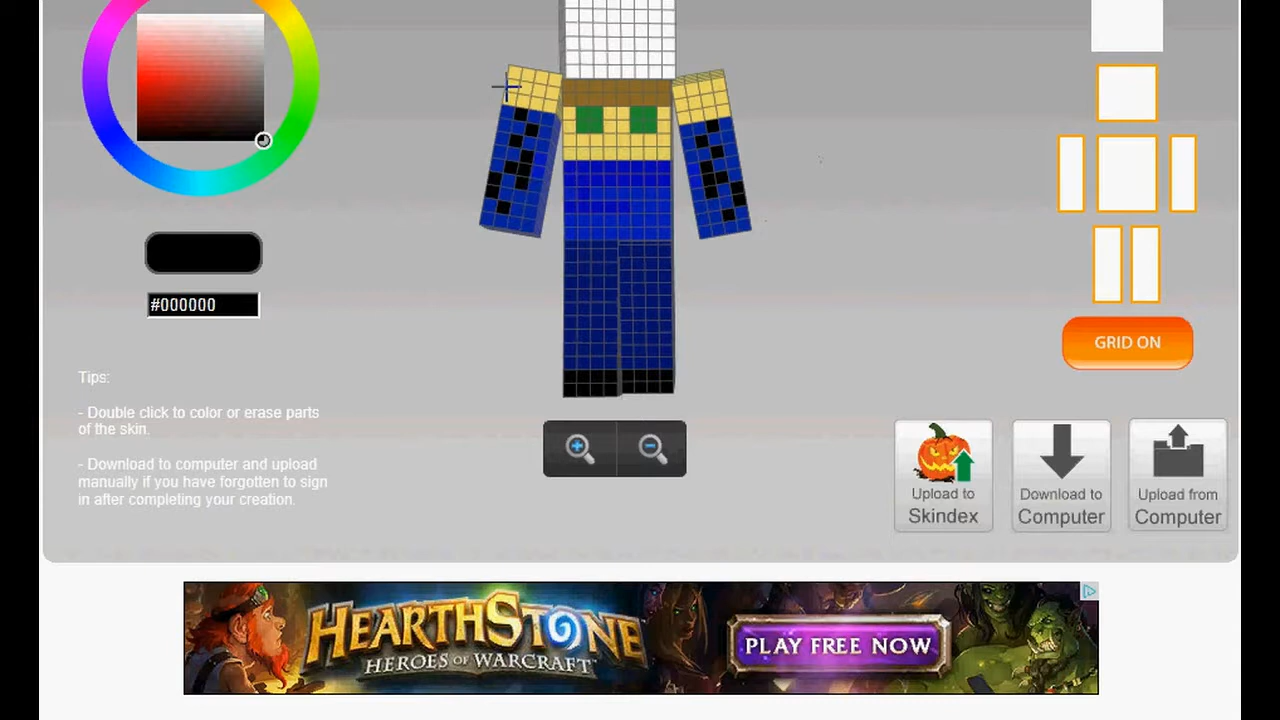 #000000
Tips:
- Double click to color or erase parts
of the skin.
- Download to computer and upload
manually if you have forgotten to sign
in after completing your creation.
GRID ON
Upload to
Skindex
Download to
Computer
Upload from
Computer
HEARTHSTONE
HEROES OF WARCRAFT
PLAY FREE NOW